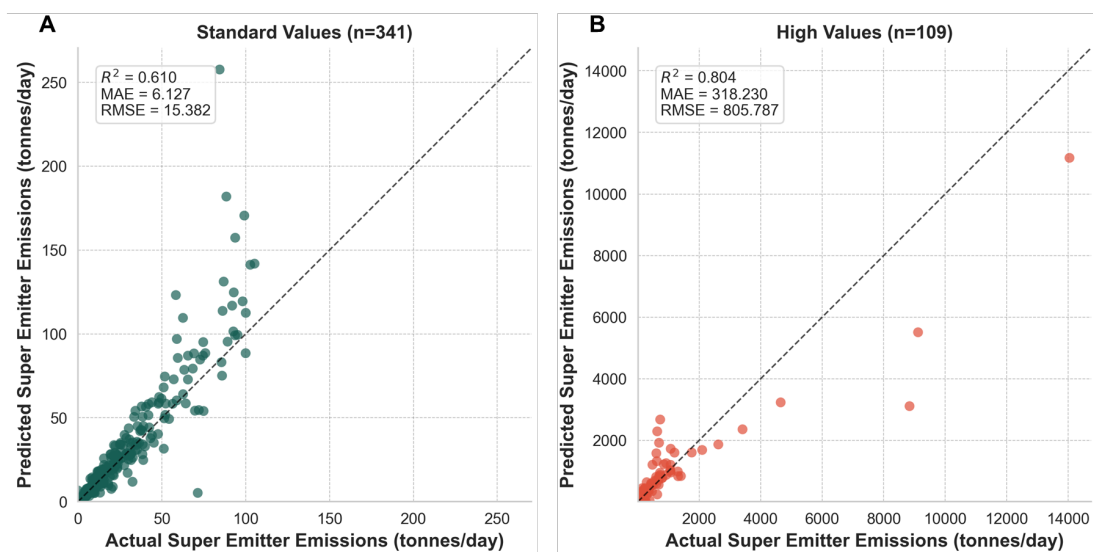 A
Standard Values (n=341)
R² = 0.610
MAE = 6.127
RMSE = 15.382
Predicted Super Emitter Emissions (tonnes/day)
250
200
150
100
50
0
0 50 100 150 200 250
Actual Super Emitter Emissions (tonnes/day)
B
High Values (n=109)
R² = 0.804
MAE = 318.230
RMSE = 805.787
Predicted Super Emitter Emissions (tonnes/day)
14000
12000
10000
8000
6000
4000
2000
2000 4000 6000 8000 10000 12000 14000
Actual Super Emitter Emissions (tonnes/day)